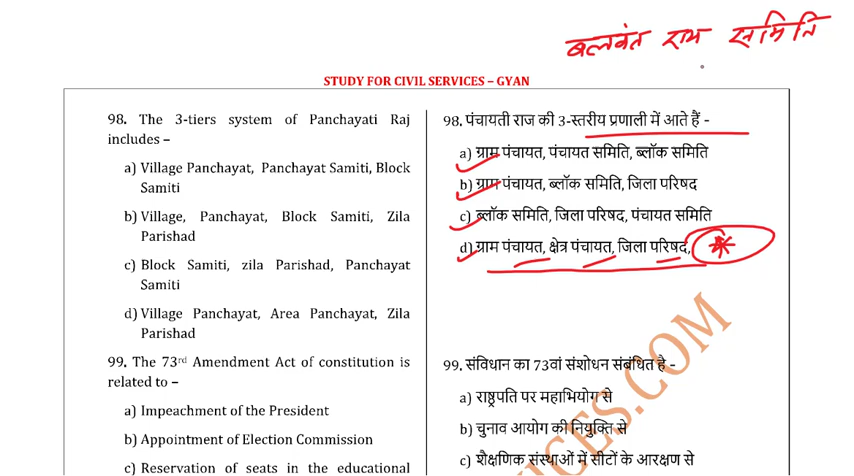 बलवंत राय समिति
STUDY FOR CIVIL SERVICES – GYAN
98. The 3-tiers system of Panchayati Raj
includes –
a) Village Panchayat, Panchayat Samiti, Block
Samiti
b) Village, Panchayat, Block Samiti, Zila
Parishad
c) Block Samiti, zila Parishad, Panchayat
Samiti
d) Village Panchayat, Area Panchayat, Zila
Parishad
99. The 73rd Amendment Act of constitution is
related to –
a) Impeachment of the President
b) Appointment of Election Commission
c) Reservation of seats in the educational
98. पंचायती राज की 3-स्तरीय प्रणाली में आते हैं -
a) ग्राम पंचायत, पंचायत समिति, ब्लॉक समिति
b) ग्राम पंचायत, ब्लॉक समिति, जिला परिषद
c) ब्लॉक समिति, जिला परिषद, पंचायत समिति
d) ग्राम पंचायत, क्षेत्र पंचायत, जिला परिषद,
99. संविधान का 73वां संशोधन संबंधित है -
a) राष्ट्रपति पर महाभियोग से
b) चुनाव आयोग की नियुक्ति से
c) शैक्षणिक संस्थाओं में सीटों के आरक्षण से
ICES.COM